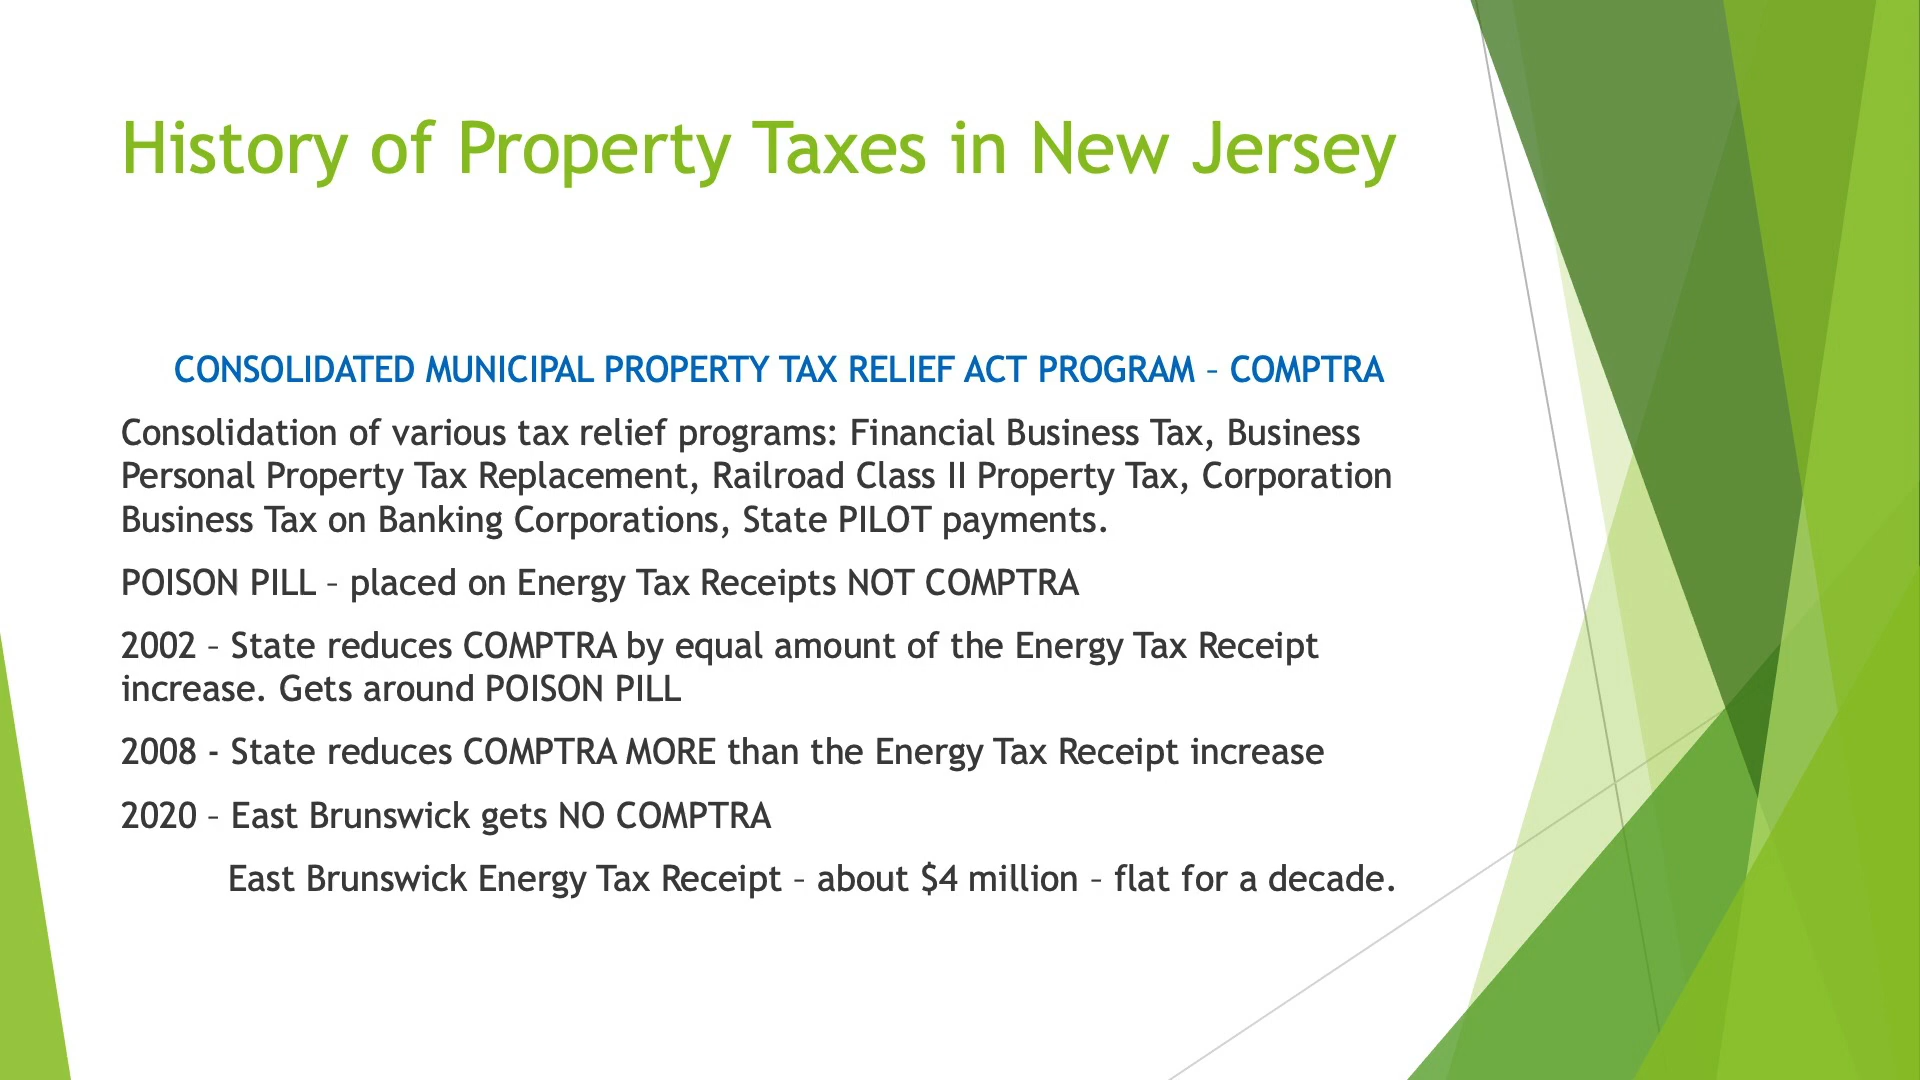 History of Property Taxes in New Jersey
CONSOLIDATED MUNICIPAL PROPERTY TAX RELIEF ACT PROGRAM – COMPTRA
Consolidation of various tax relief programs: Financial Business Tax, Business
Personal Property Tax Replacement, Railroad Class II Property Tax, Corporation
Business Tax on Banking Corporations, State PILOT payments.
POISON PILL – placed on Energy Tax Receipts NOT COMPTRA
2002 – State reduces COMPTRA by equal amount of the Energy Tax Receipt
increase. Gets around POISON PILL
2008 - State reduces COMPTRA MORE than the Energy Tax Receipt increase
2020 – East Brunswick gets NO COMPTRA
East Brunswick Energy Tax Receipt – about $4 million – flat for a decade.